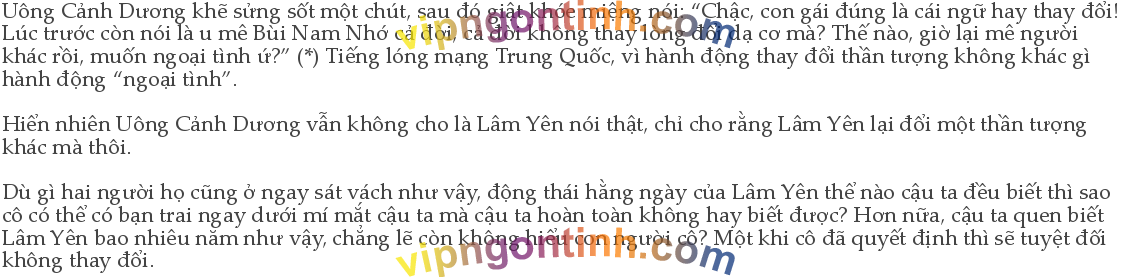 Uông Cảnh Dương khẽ sửng sốt một chút, sau đó giật khóe miệng nói: “Chậc, con gái đúng là cái ngữ hay thay đổi!
Lúc trước còn nói là u mê Bùi Nam Nhó cả đời, cả đời không thay lòng đổi dạ cơ mà? Thế nào, giờ lại mê người
khác rồi, muốn ngoại tình ứ?” (*) Tiếng lóng mạng Trung Quốc, vì hành động thay đổi thần tượng không khác gì
hành động “ngoại tình”.
Hiển nhiên Uông Cảnh Dương vẫn không cho là Lâm Yên nói thật, chỉ cho rằng Lâm Yên lại đổi một thần tượng
khác mà thôi.
Dù gì hai người họ cũng ở ngay sát vách như vậy, động thái hằng ngày của Lâm Yên thể nào cậu ta đều biết thì sao
cô có thể có bạn trai ngay dưới mí mắt cậu ta mà cậu ta hoàn toàn không hay biết được? Hơn nữa, cậu ta quen biết
Lâm Yên bao nhiêu năm như vậy, chẳng lẽ còn không hiểu con người cô? Một khi cô đã quyết định thì sẽ tuyệt đối
không thay đổi.
vipngontinh.com
vipngontinh.com